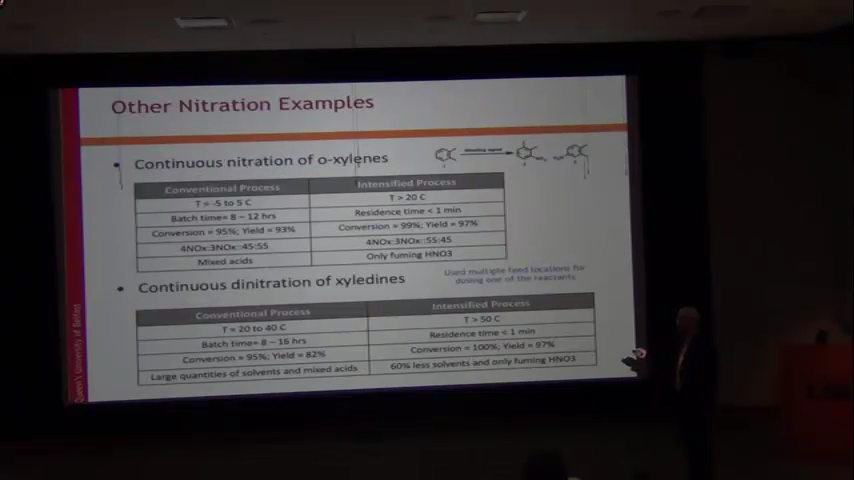 Other Nitration Examples
• Continuous nitration of o-xylenes
Conventional Process Intensified Process
T = -5 to 5 C T > 20 C
Batch time= 8 – 12 hrs Residence time < 1 min
Conversion = 95%; Yield = 93% Conversion = 99%; Yield = 97%
4NOx:3NOx::45:55 4NOx:3NOx::55:45
Mixed acids Only fuming HNO3
Used multiple feed locations for
dosing one of the reactants
• Continuous dinitration of xyledines
Conventional Process Intensified Process
T = 20 to 40 C T > 50 C
Batch time= 8 – 16 hrs Residence time < 1 min
Conversion = 95%; Yield = 82% Conversion = 100%; Yield = 97%
Large quantities of solvents and mixed acids 60% less solvents and only fuming HNO3
Queen's University of Belfast